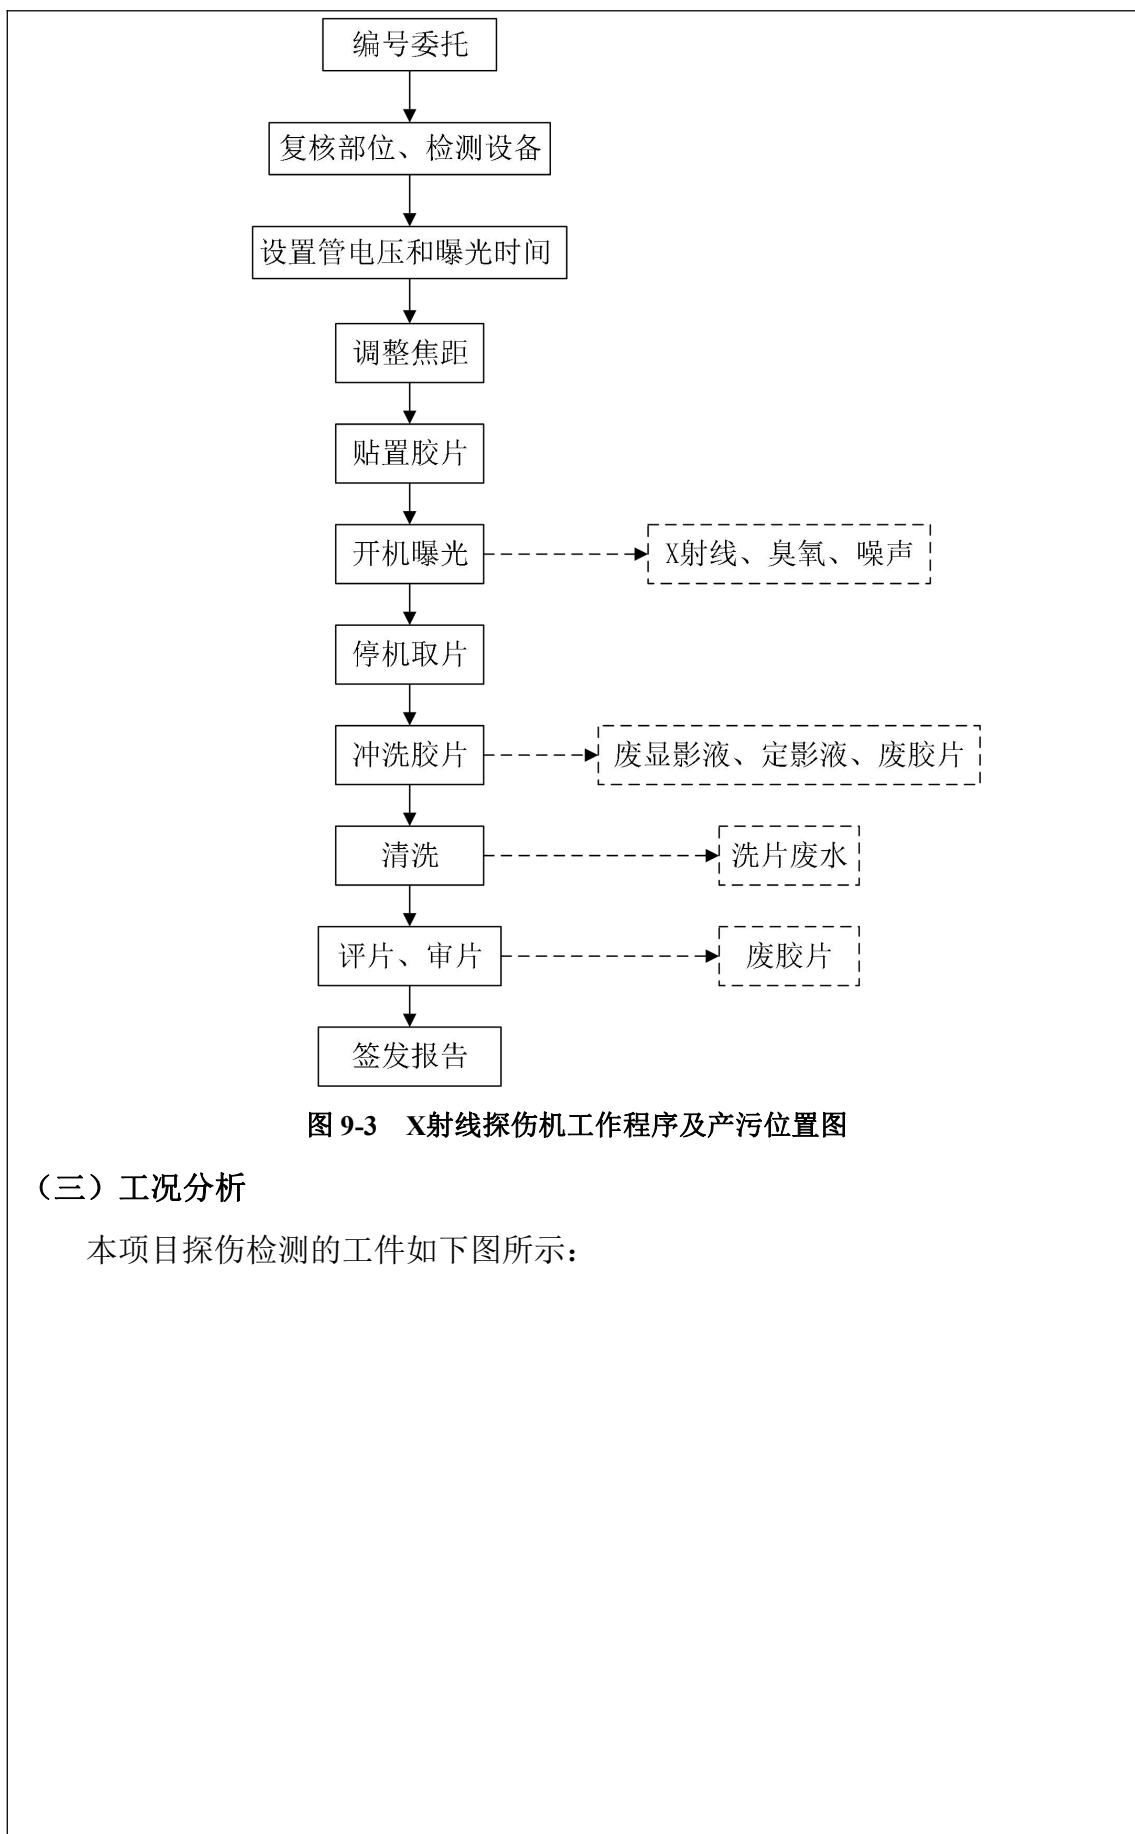 编号委托
复核部位、检测设备
设置管电压和曝光时间
调整焦距
贴置胶片
开机曝光
X射线、臭氧、噪声
停机取片
冲洗胶片
废显影液、定影液、废胶片
清洗
洗片废水
评片、审片
废胶片
签发报告
图 9-3 X射线探伤机工作程序及产污位置图
（三）工况分析
本项目探伤检测的工件如下图所示：